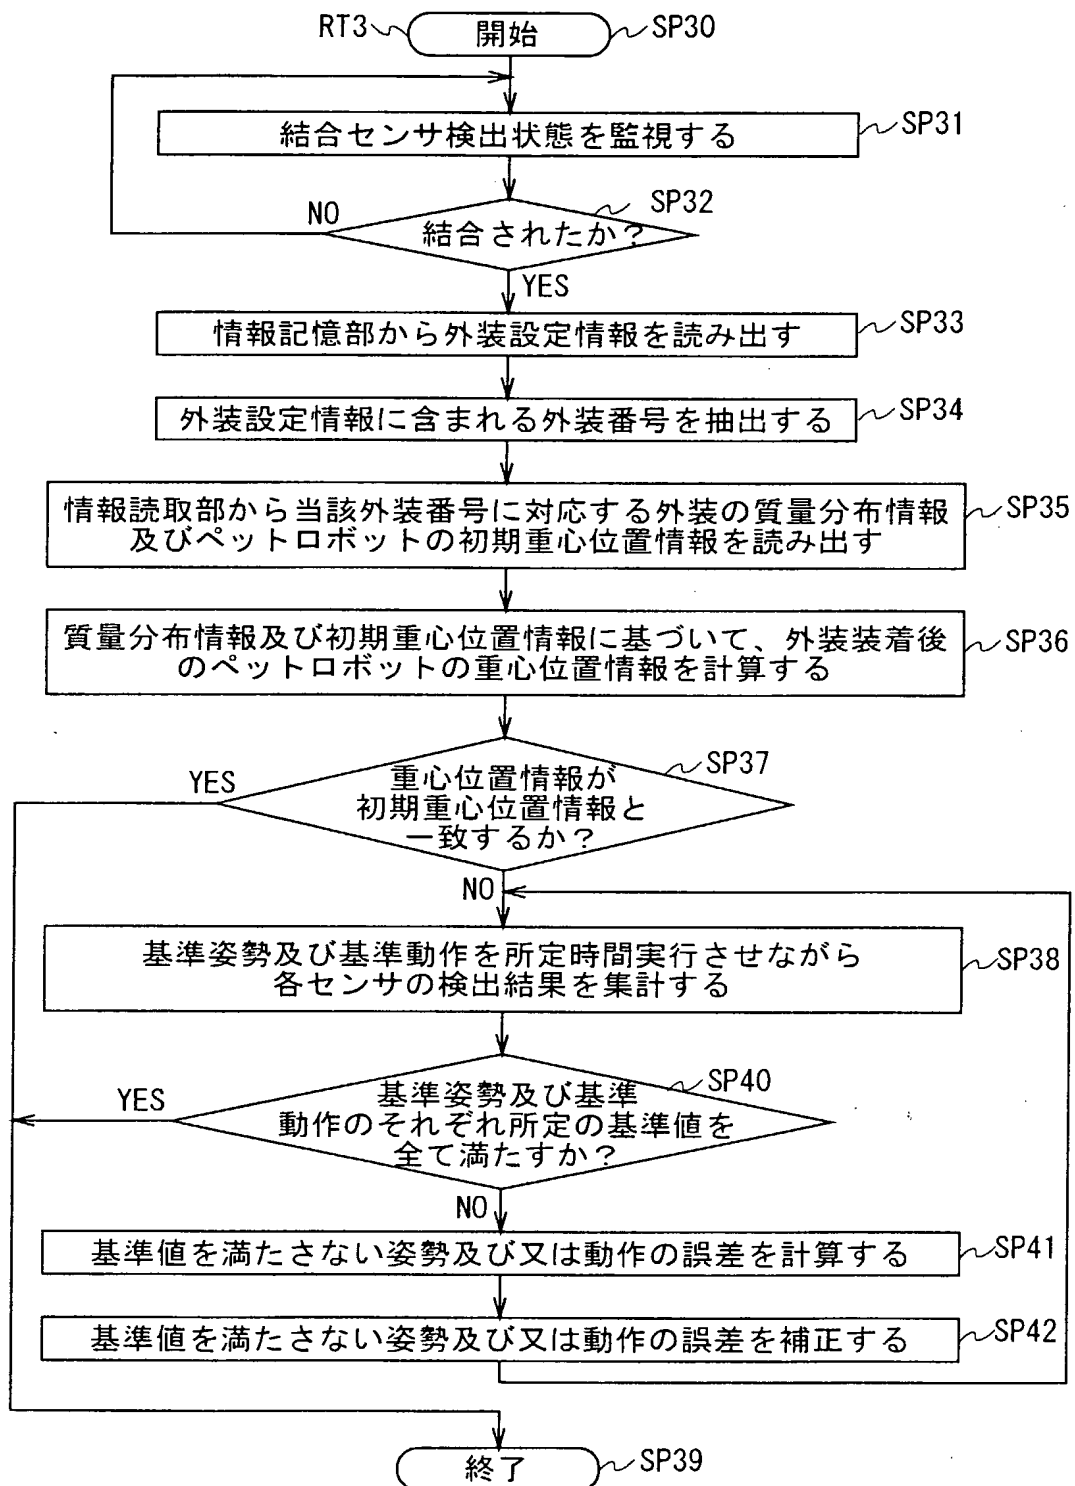 RT3 開始 SP30
結合センサ検出状態を監視する SP31
NO 結合されたか? SP32
YES
情報記憶部から外装設定情報を読み出す SP33
外装設定情報に含まれる外装番号を抽出する SP34
情報読取部から当該外装番号に対応する外装の質量分布情報
及びペットロボットの初期重心位置情報を読み出す SP35
質量分布情報及び初期重心位置情報に基づいて、外装装着後
のペットロボットの重心位置情報を計算する SP36
YES 重心位置情報が SP37
初期重心位置情報と
一致するか?
NO
基準姿勢及び基準動作を所定時間実行させながら
各センサの検出結果を集計する SP38
YES 基準姿勢及び基準 SP40
動作のそれぞれ所定の基準値を
全て満たすか?
NO
基準値を満たさない姿勢及び又は動作の誤差を計算する SP41
基準値を満たさない姿勢及び又は動作の誤差を補正する SP42
終了 SP39